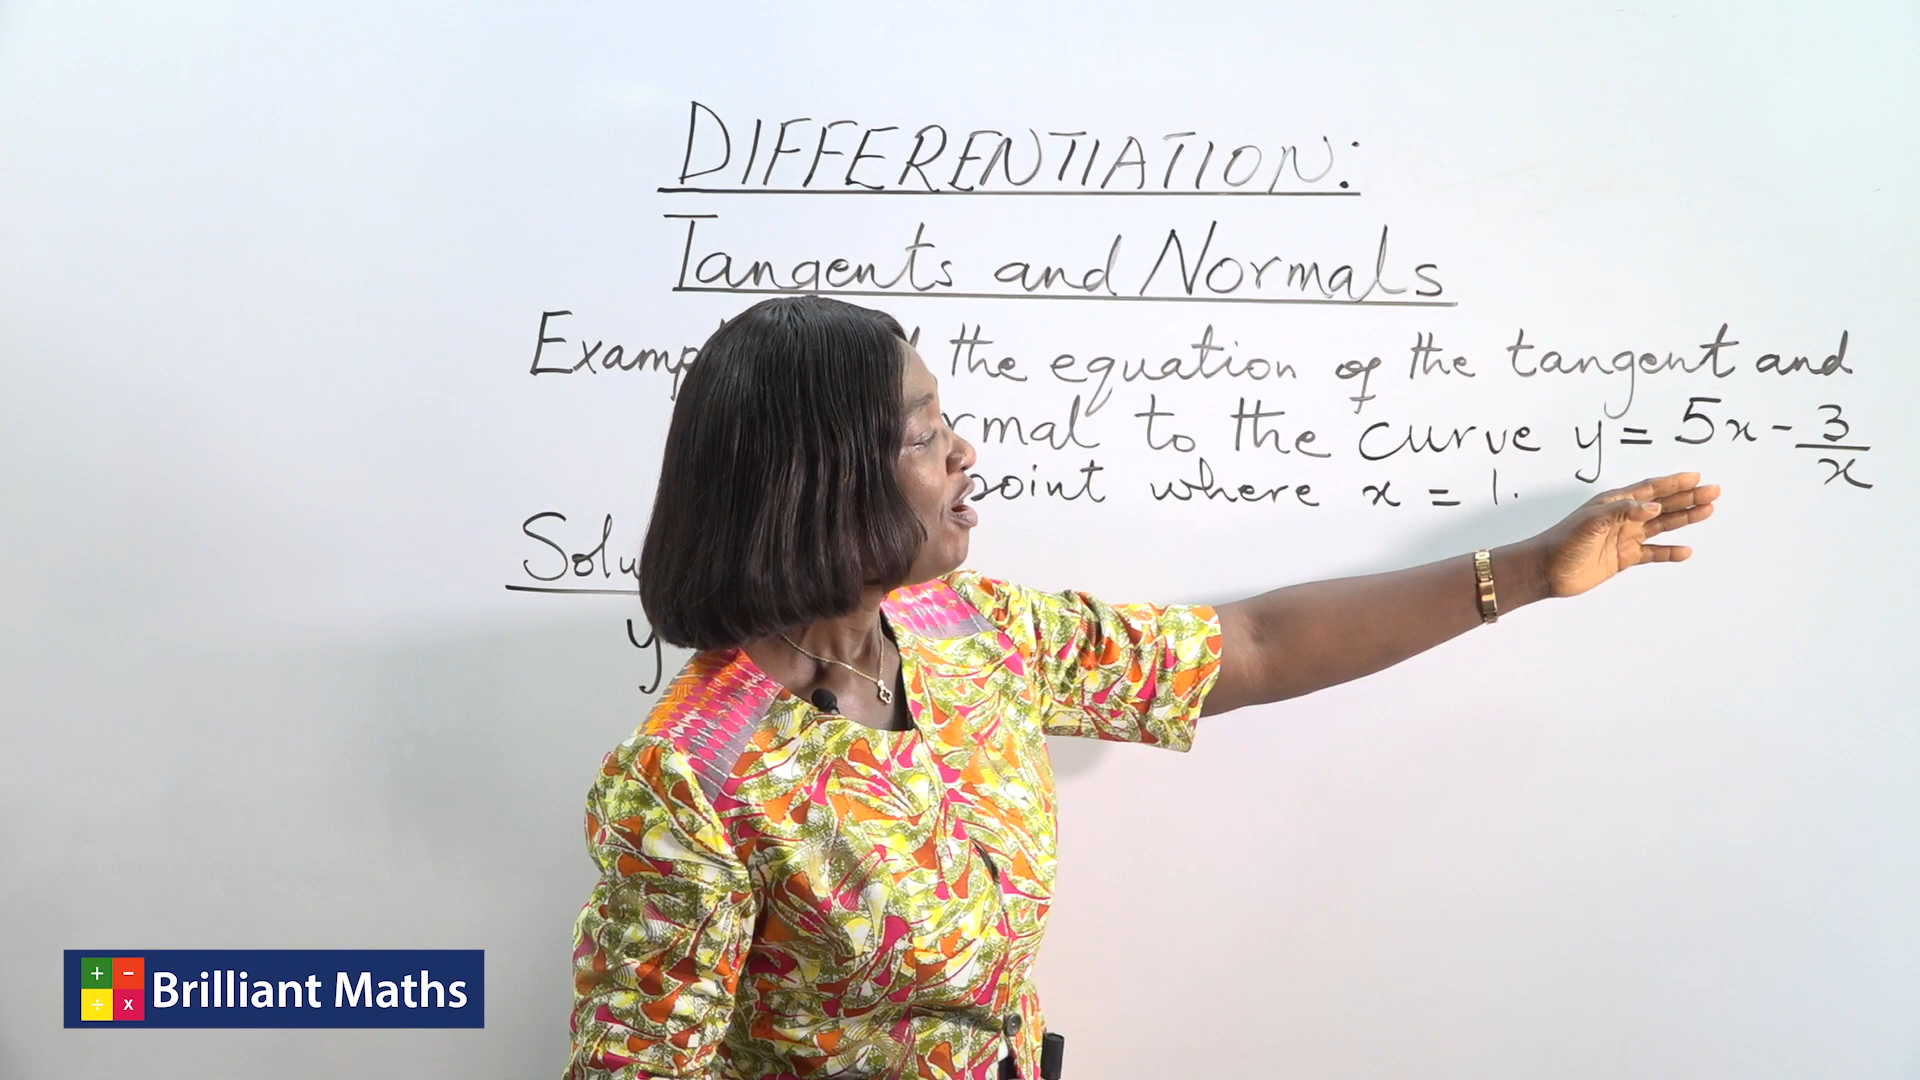 DIFFERENTIATION:
Tangents and Normals
Examp the equation of the tangent and
rmal to the curve y = 5x - 3/x
point where x = 1.
Solu
y
+ - Brilliant Maths
÷ x